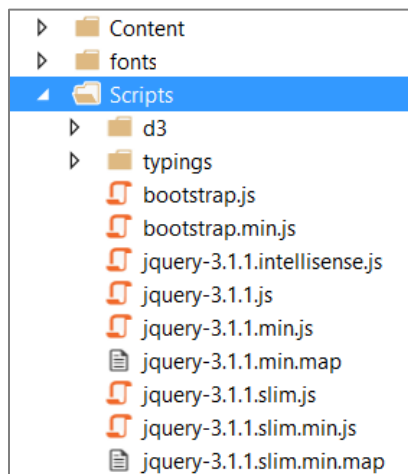 Content
fonts
Scripts
d3
typings
bootstrap.js
bootstrap.min.js
jquery-3.1.1.intellisense.js
jquery-3.1.1.js
jquery-3.1.1.min.js
jquery-3.1.1.min.map
jquery-3.1.1.slim.js
jquery-3.1.1.slim.min.js
jquery-3.1.1.slim.min.map